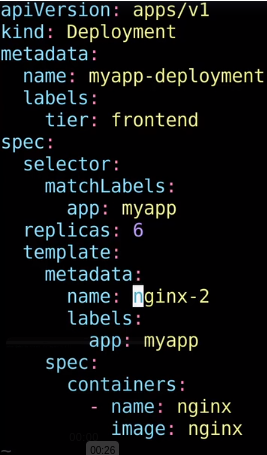 apiVersion: apps/v1
kind: Deployment
metadata:
  name: myapp-deployment
  labels:
    tier: frontend
spec:
  selector:
    matchLabels:
      app: myapp
  replicas: 6
  template:
    metadata:
      name: nginx-2
      labels:
        app: myapp
    spec:
      containers:
        - name: nginx
          image: nginx
00:26
~